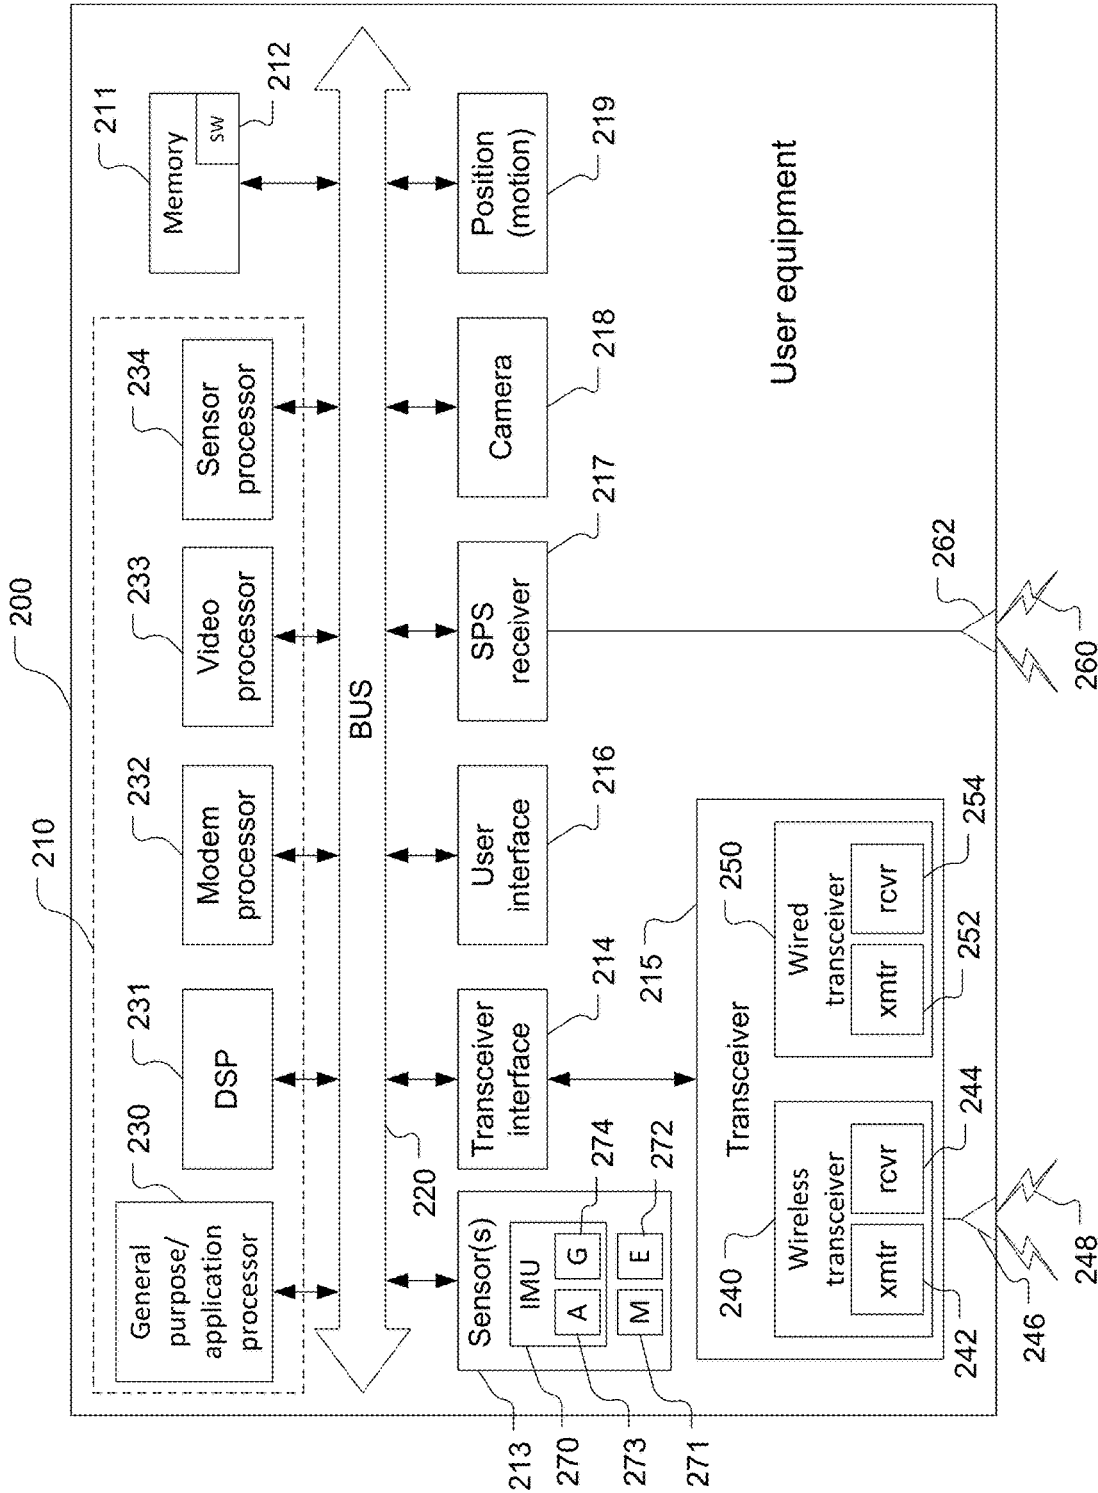 200
210
230
General
purpose/
application
processor
231
DSP
232
Modem
processor
233
Video
processor
234
Sensor
processor
211
Memory
SW
212
BUS
220
213
Sensor(s)
270
IMU
A
G
273
274
M
E
271
272
Transceiver
interface
214
User
interface
216
SPS
receiver
217
Camera
218
Position
(motion)
219
215
Transceiver
240
Wireless
transceiver
xmtr
rcvr
242
244
250
Wired
transceiver
xmtr
rcvr
252
254
246
248
262
260
User equipment